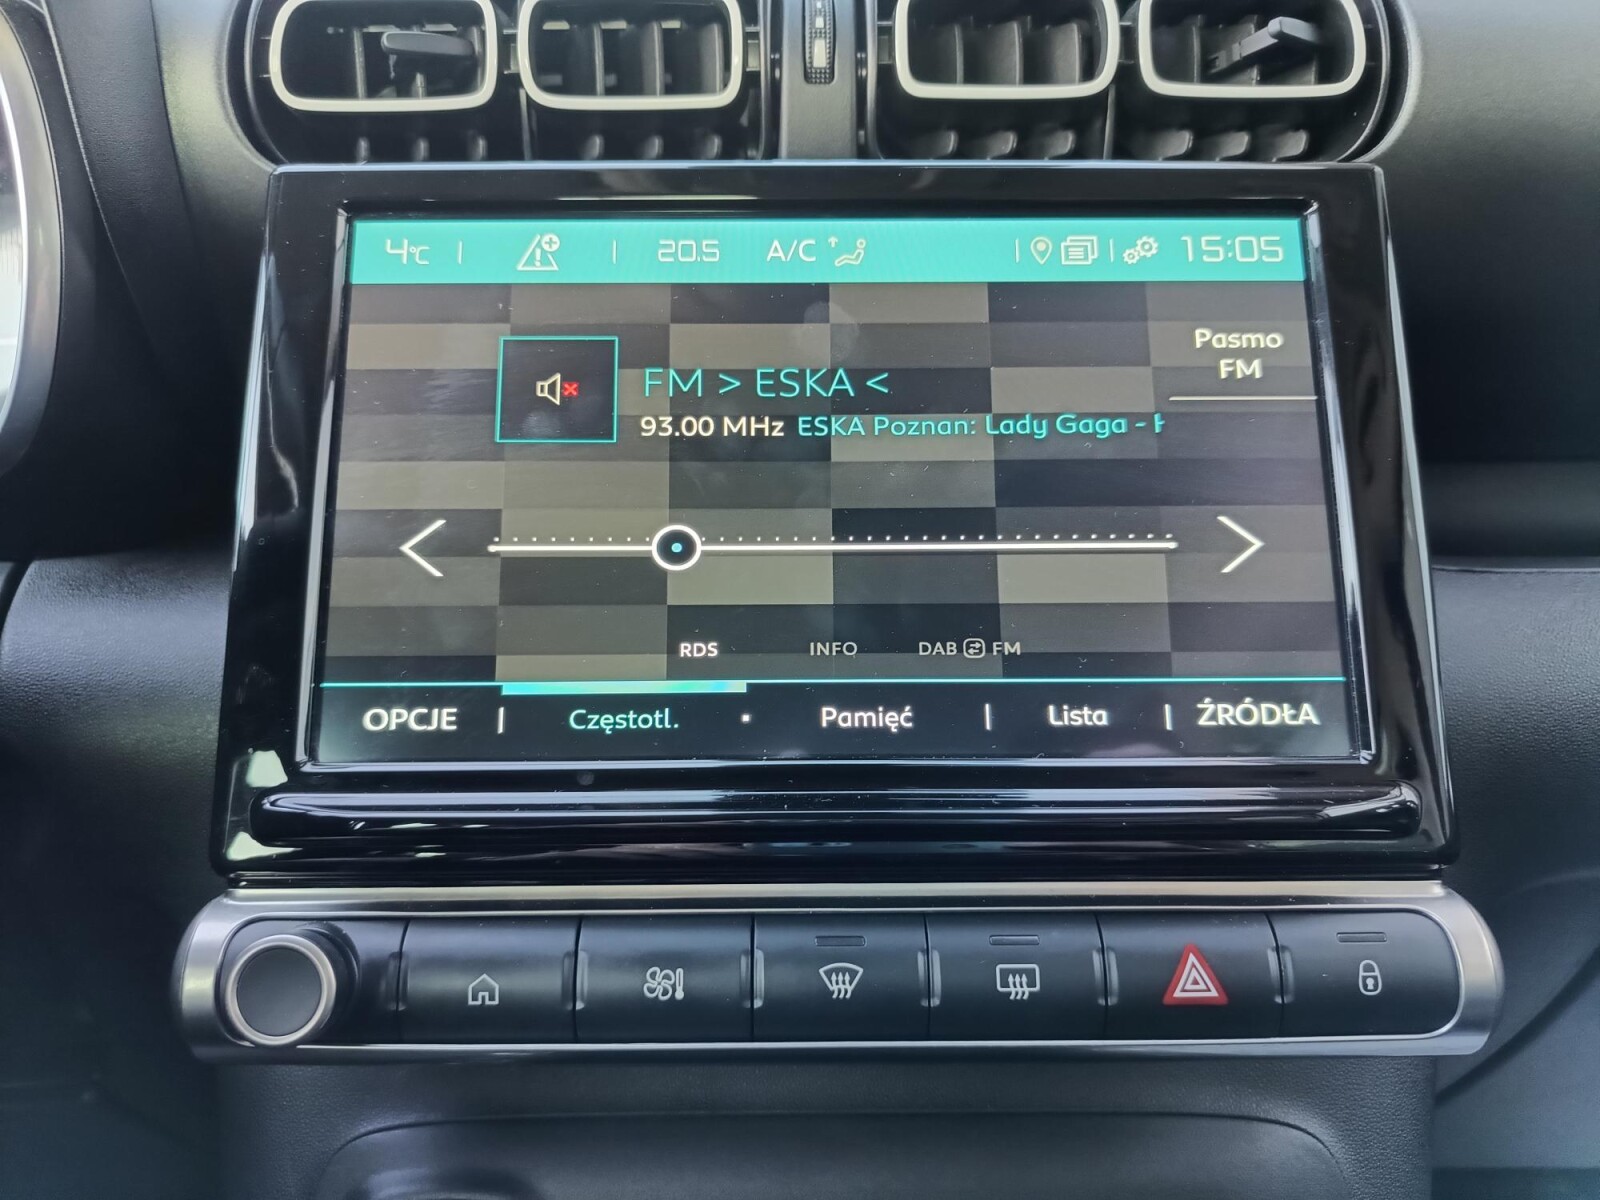 4°C 20.5 A/C 15:05
Pasmo
FM
FM > ESKA <
93.00 MHz ESKA Poznan: Lady Gaga -
RDS INFO DAB FM
OPCJE Częstotl. Pamięć Lista ŹRÓDŁA